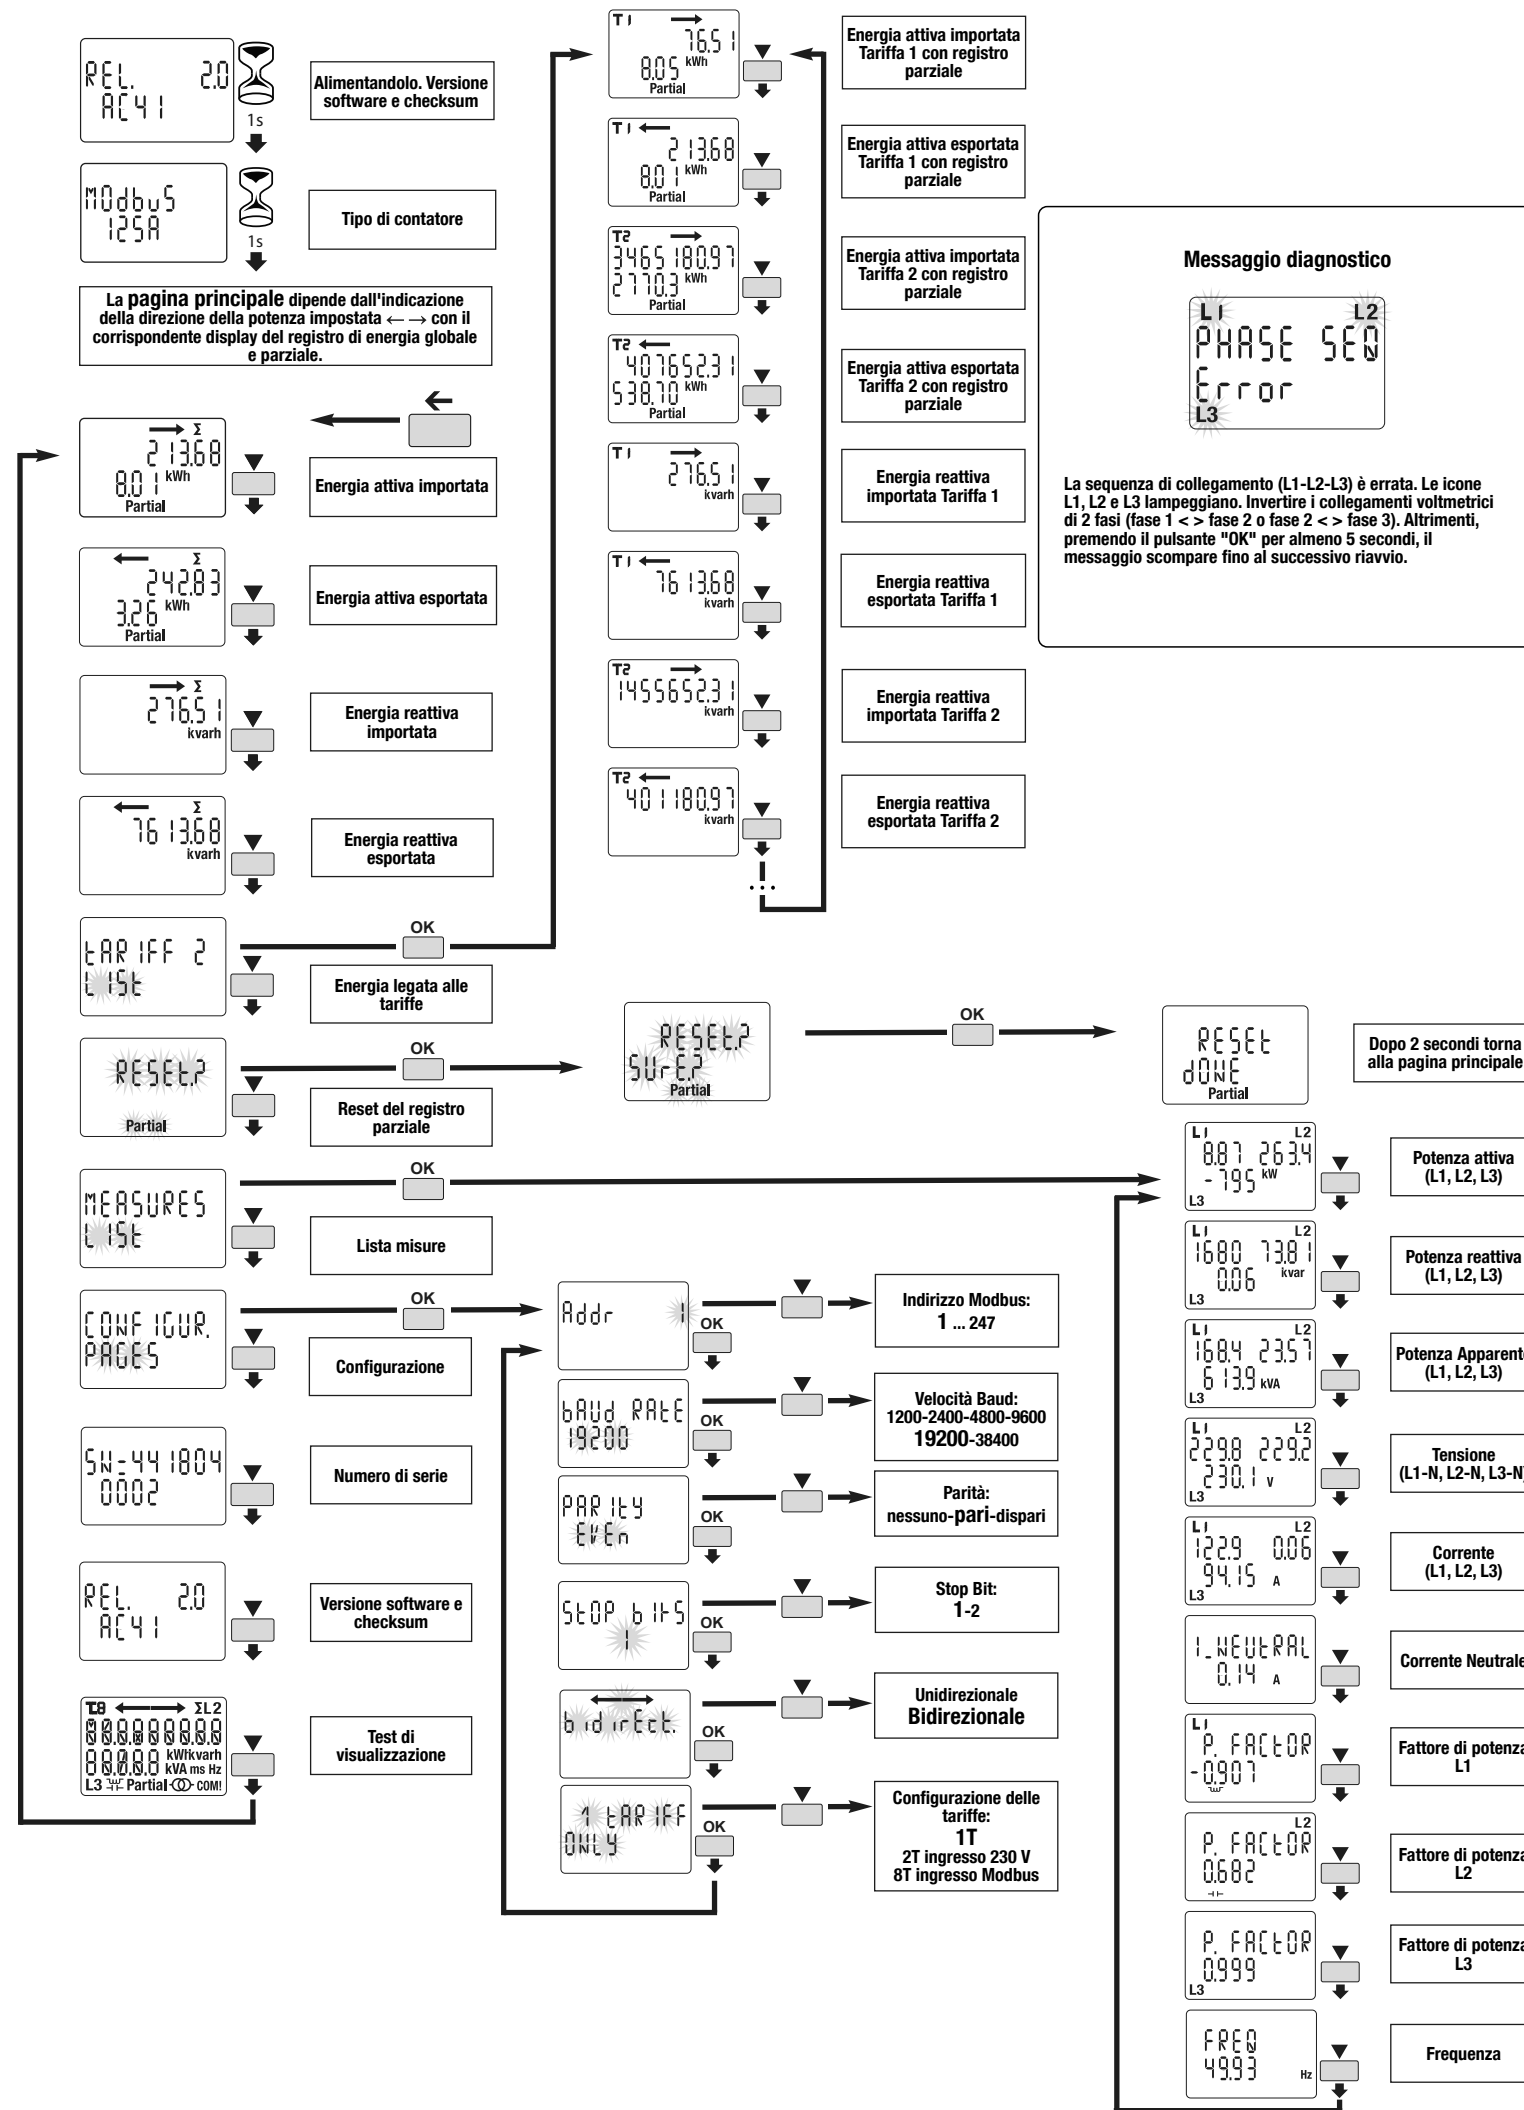 REL. 2.0
AC41
1s
Alimentandolo. Versione
software e checksum
MOdbuS
125A
1s
Tipo di contatore
La pagina principale dipende dall'indicazione
della direzione della potenza impostata ←→ con il
corrispondente display del registro di energia globale
e parziale.
Σ
213.68
8.01 kWh
Partial
Energia attiva importata
Σ
242.83
3.26 kWh
Partial
Energia attiva esportata
Σ
276.51
kvarh
Energia reattiva
importata
Σ
7613.68
kvarh
Energia reattiva
esportata
tARIFF 2
LISt
OK
Energia legata alle
tariffe
RESEt.?
Partial
OK
Reset del registro
parziale
RESEt.?
SUrE.?
Partial
OK
RESEt
dONE
Partial
Dopo 2 secondi torna
alla pagina principale
MEASURES
LISt
OK
Lista misure
CONFIGUR.
PAGES
OK
Configurazione
SN=441804
0002
Numero di serie
REL. 2.0
AC41
Versione software e
checksum
ΣL2
kWkvarh
kVA ms Hz
L3 Partial COM!
Test di
visualizzazione
T1
76.51
8.05 kWh
Partial
Energia attiva importata
Tariffa 1 con registro
parziale
T1
213.68
8.01 kWh
Partial
Energia attiva esportata
Tariffa 1 con registro
parziale
T2
3465180.97
2770.3 kWh
Partial
Energia attiva importata
Tariffa 2 con registro
parziale
T2
407652.31
538.70 kWh
Partial
Energia attiva esportata
Tariffa 2 con registro
parziale
T1
276.51
kvarh
Energia reattiva
importata Tariffa 1
T1
7613.68
kvarh
Energia reattiva
esportata Tariffa 1
T2
1455652.31
kvarh
Energia reattiva
importata Tariffa 2
T2
401180.97
kvarh
Energia reattiva
esportata Tariffa 2
...
Messaggio diagnostico
L1 L2
PHASE SEQ
Error
L3
La sequenza di collegamento (L1-L2-L3) è errata. Le icone
L1, L2 e L3 lampeggiano. Invertire i collegamenti voltmetrici
di 2 fasi (fase 1 < > fase 2 o fase 2 < > fase 3). Altrimenti,
premendo il pulsante "OK" per almeno 5 secondi, il
messaggio scompare fino al successivo riavvio.
Addr 1
OK
Indirizzo Modbus:
1 ... 247
bAUd RAtE
19200
OK
Velocità Baud:
1200-2400-4800-9600
19200-38400
PARItY
EVEn
OK
Parità:
nessuno-pari-dispari
StOP bItS
1
OK
Stop Bit:
1-2
bidirEct.
OK
Unidirezionale
Bidirezionale
1 tARIFF
ONLY
OK
Configurazione delle
tariffe:
1T
2T ingresso 230 V
8T ingresso Modbus
L1 L2
8.87 263.4
-795 kW
L3
Potenza attiva
(L1, L2, L3)
L1 L2
1680 73.81
0.06 kvar
L3
Potenza reattiva
(L1, L2, L3)
L1 L2
168.4 23.57
613.9 kVA
L3
Potenza Apparente
(L1, L2, L3)
L1 L2
229.8 229.2
230.1 V
L3
Tensione
(L1-N, L2-N, L3-N)
L1 L2
122.9 0.06
94.15 A
L3
Corrente
(L1, L2, L3)
I_NEUtRAL
0.14 A
Corrente Neutrale
L1
P. FACtOR
-0.907
Fattore di potenza
L1
L2
P. FACtOR
0.682
Fattore di potenza
L2
P. FACtOR
0.999
L3
Fattore di potenza
L3
FREQ
49.93 Hz
Frequenza